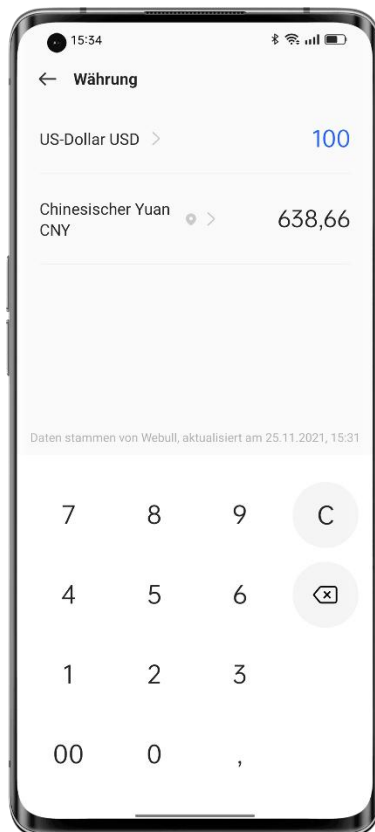 15:34
Währung
US-Dollar USD
100
Chinesischer Yuan
CNY
638,66
Daten stammen von Webull, aktualisiert am 25.11.2021, 15:31
7 8 9 C
4 5 6
1 2 3
00 0 ,